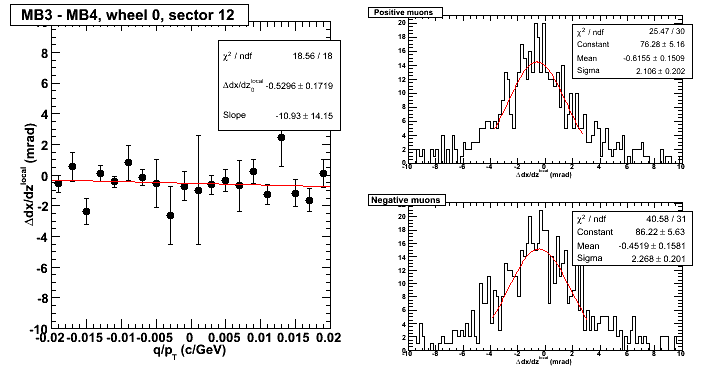 MB3 - MB4, wheel 0, sector 12
χ² / ndf 18.56 / 18
Δdx/dz₀^local -0.5296 ± 0.1719
Slope -10.93 ± 14.15
Δdx/dz^local (mrad)
8
6
4
2
0
-2
-4
-6
-8
-10
-0.02 -0.015 -0.01 -0.005 0 0.005 0.01 0.015 0.02
q/p_T (c/GeV)
Positive muons
χ² / ndf 25.47 / 30
Constant 76.28 ± 5.16
Mean -0.6155 ± 0.1509
Sigma 2.106 ± 0.202
20
18
16
14
12
10
8
6
4
2
0
-10 -8 -6 -4 -2 0 2 4 6 8 10
Δdx/dz^local (mrad)
Negative muons
χ² / ndf 40.58 / 31
Constant 86.22 ± 5.63
Mean -0.4519 ± 0.1581
Sigma 2.268 ± 0.201
20
18
16
14
12
10
8
6
4
2
0
-10 -8 -6 -4 -2 0 2 4 6 8 10
Δdx/dz^local (mrad)